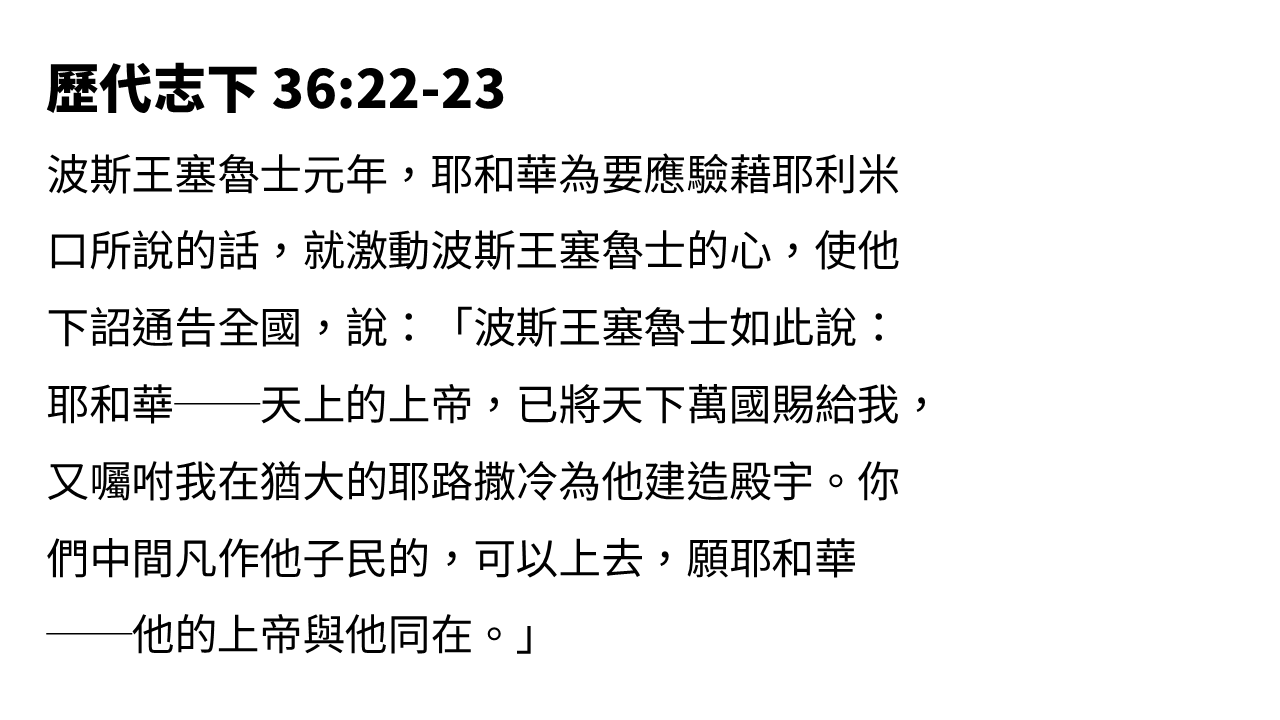 歷代志下 36:22-23
波斯王塞魯士元年，耶和華為要應驗藉耶利米
口所說的話，就激動波斯王塞魯士的心，使他
下詔通告全國，說：「波斯王塞魯士如此說：
耶和華──天上的上帝，已將天下萬國賜給我，
又囑咐我在猶大的耶路撒冷為他建造殿宇。你
們中間凡作他子民的，可以上去，願耶和華
──他的上帝與他同在。」